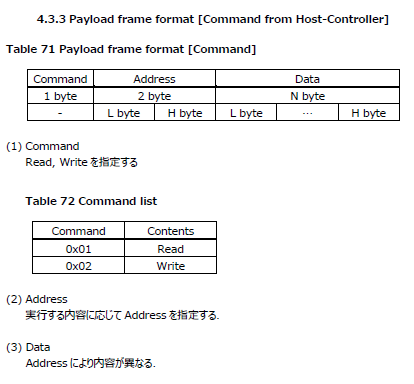 4.3.3 Payload frame format [Command from Host-Controller]
Table 71 Payload frame format [Command]
Command Address Data
1 byte 2 byte N byte
- L byte H byte L byte … H byte
(1) Command
Read, Write を指定する
Table 72 Command list
Command Contents
0x01 Read
0x02 Write
(2) Address
実行する内容に応じて Address を指定する.
(3) Data
Address により内容が異なる.